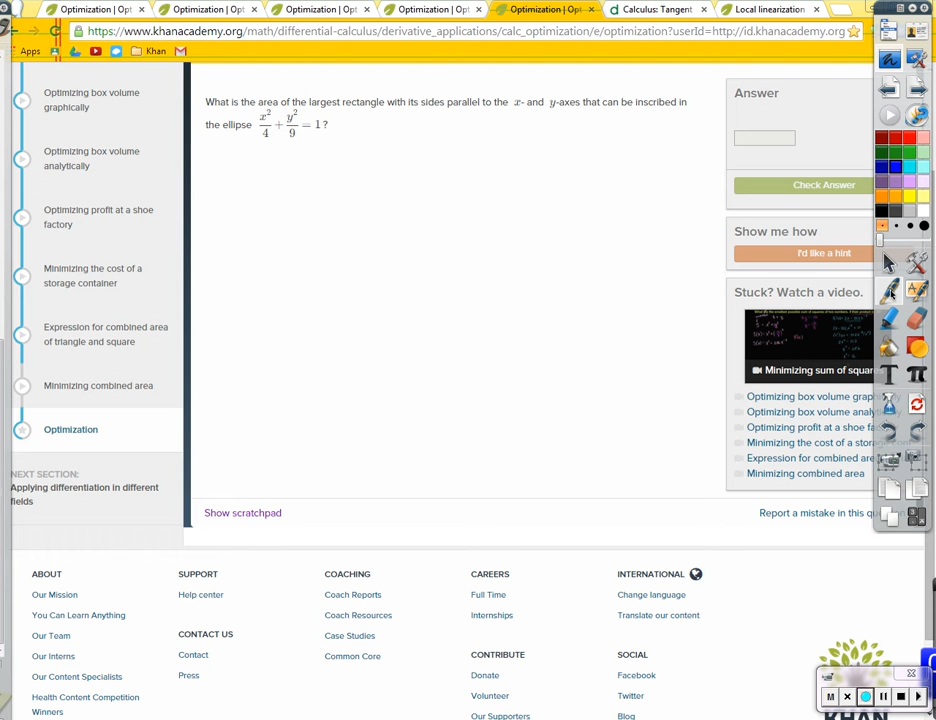 Optimization | Opt
Optimization | Opt
Optimization | Opt
Optimization | Opt
Optimization | Opt
Calculus: Tangent
Local linearization
https://www.khanacademy.org/math/differential-calculus/derivative_applications/calc_optimization/e/optimization?userId=http://id.khanacademy.org
Apps
Khan
Optimizing box volume
graphically
Optimizing box volume
analytically
Optimizing profit at a shoe
factory
Minimizing the cost of a
storage container
Expression for combined area
of triangle and square
Minimizing combined area
Optimization
NEXT SECTION:
Applying differentiation in different
fields
What is the area of the largest rectangle with its sides parallel to the x- and y-axes that can be inscribed in
the ellipse x²/4 + y²/9 = 1?
Answer
Check Answer
Show me how
I'd like a hint
Stuck? Watch a video.
Minimizing sum of square
Optimizing box volume grap
Optimizing box volume analy
Optimizing profit at a shoe fa
Minimizing the cost of a stor
Expression for combined are
Minimizing combined area
Show scratchpad
Report a mistake in this qu
ABOUT
Our Mission
You Can Learn Anything
Our Team
Our Interns
Our Content Specialists
Health Content Competition
Winners
SUPPORT
Help center
CONTACT US
Contact
Press
COACHING
Coach Reports
Coach Resources
Case Studies
Common Core
CAREERS
Full Time
Internships
CONTRIBUTE
Donate
Volunteer
Our Supporters
INTERNATIONAL
Change language
Translate our content
SOCIAL
Facebook
Twitter
Blog
T
π
M
KHAN